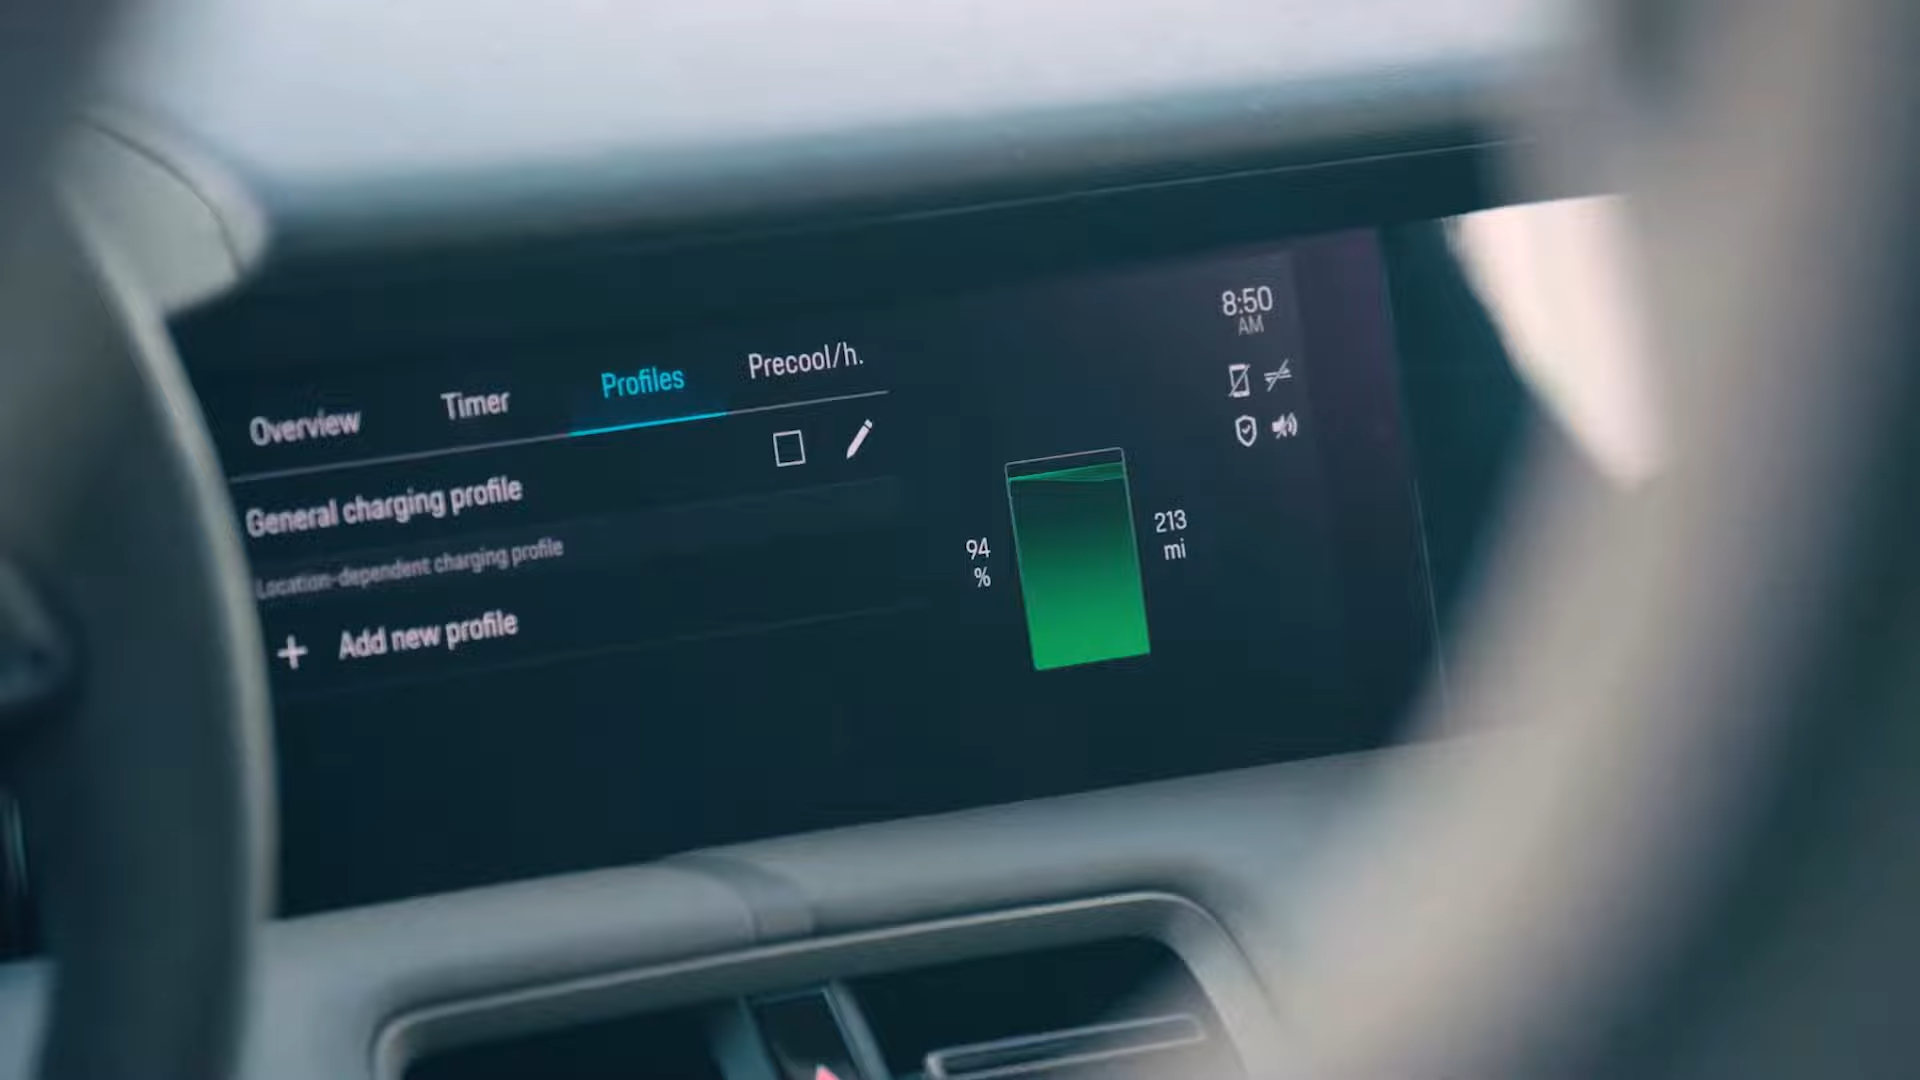 Overview Timer Profiles Precool/h.
General charging profile
Location-dependent charging profile
+ Add new profile
8:50
AM
94
%
213
mi